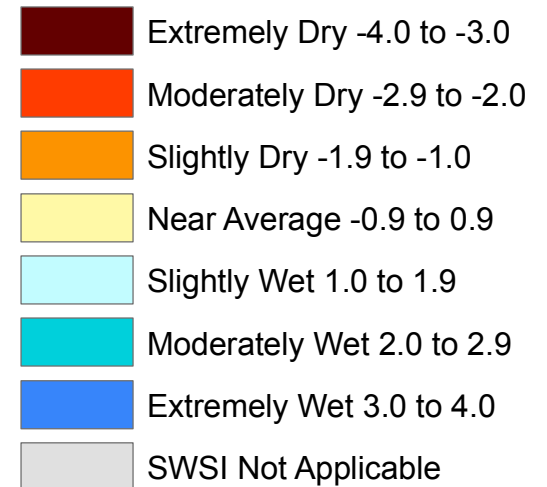 Extremely Dry -4.0 to -3.0
Moderately Dry -2.9 to -2.0
Slightly Dry -1.9 to -1.0
Near Average -0.9 to 0.9
Slightly Wet 1.0 to 1.9
Moderately Wet 2.0 to 2.9
Extremely Wet 3.0 to 4.0
SWSI Not Applicable